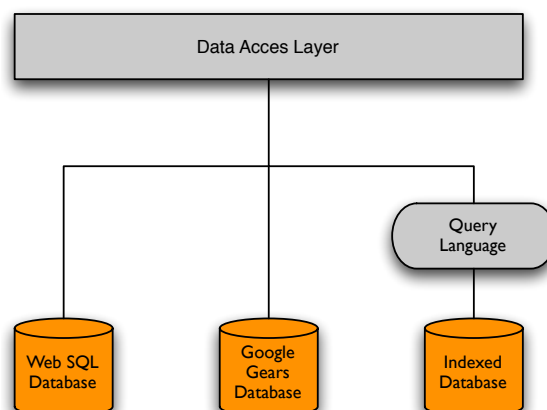 Data Acces Layer
Query
Language
Web SQL
Database
Google
Gears
Database
Indexed
Database